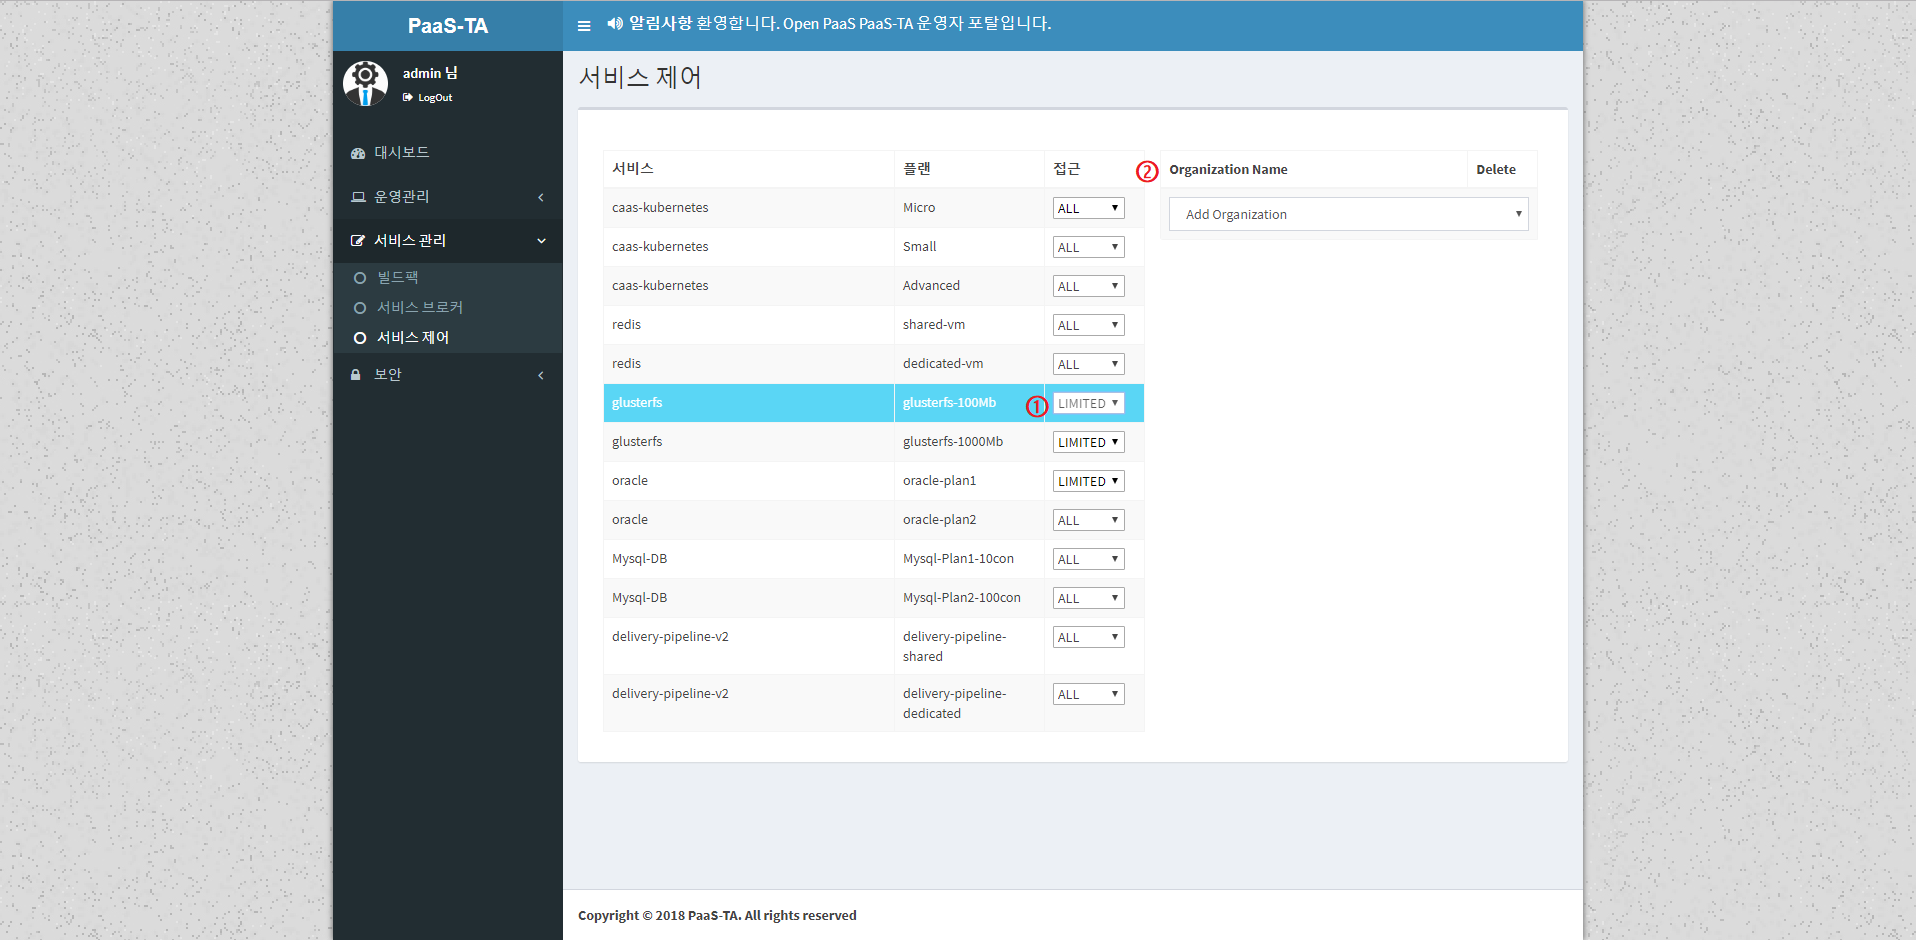 PaaS-TA
알림사항 환영합니다. Open PaaS PaaS-TA 운영자 포탈입니다.
admin 님
LogOut
대시보드
운영관리
서비스 관리
빌드팩
서비스 브로커
서비스 제어
보안
서비스 제어
서비스 플랜 접근
caas-kubernetes Micro ALL
caas-kubernetes Small ALL
caas-kubernetes Advanced ALL
redis shared-vm ALL
redis dedicated-vm ALL
glusterfs glusterfs-100Mb ① LIMITED
glusterfs glusterfs-1000Mb LIMITED
oracle oracle-plan1 LIMITED
oracle oracle-plan2 ALL
Mysql-DB Mysql-Plan1-10con ALL
Mysql-DB Mysql-Plan2-100con ALL
delivery-pipeline-v2 delivery-pipeline- ALL
shared
delivery-pipeline-v2 delivery-pipeline- ALL
dedicated
② Organization Name Delete
Add Organization
Copyright © 2018 PaaS-TA. All rights reserved